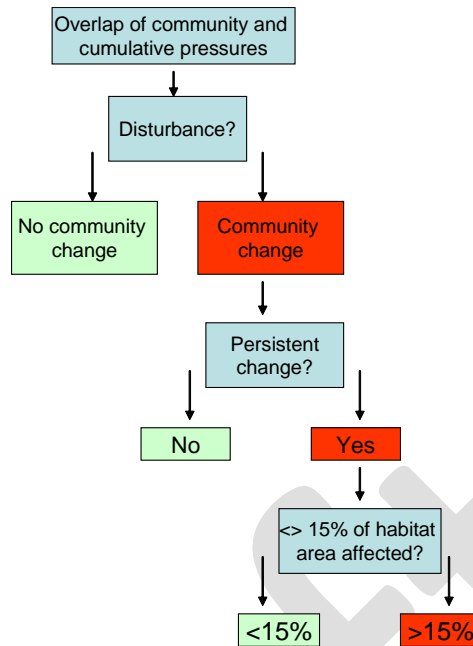 Overlap of community and
cumulative pressures
Disturbance?
No community
change
Community
change
Persistent
change?
No
Yes
<> 15% of habitat
area affected?
<15%
>15%